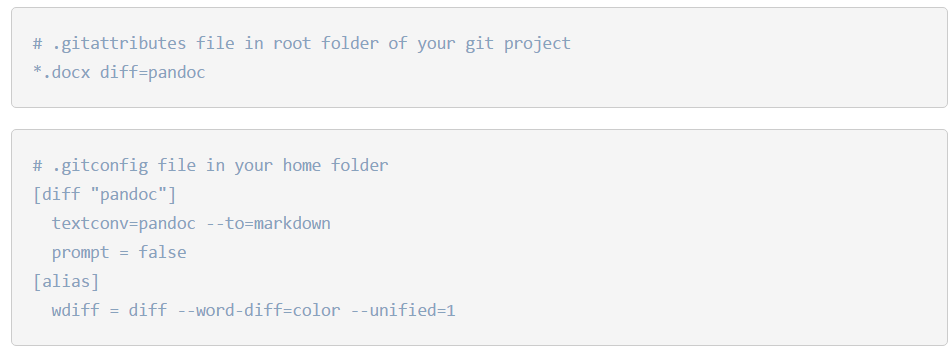 # .gitattributes file in root folder of your git project
*.docx diff=pandoc
# .gitconfig file in your home folder
[diff "pandoc"]
  textconv=pandoc --to=markdown
  prompt = false
[alias]
  wdiff = diff --word-diff=color --unified=1